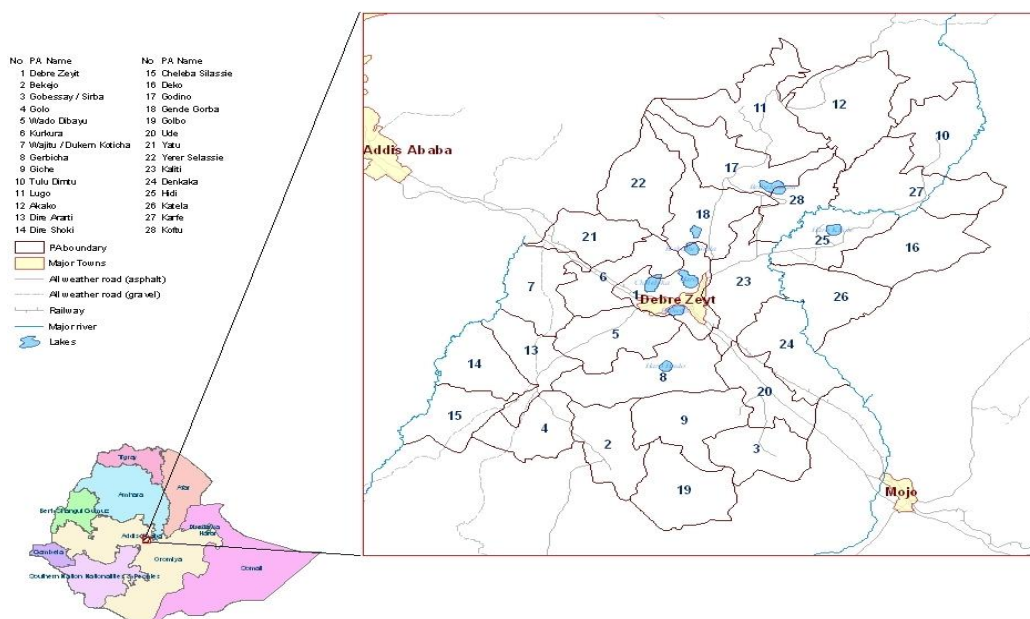 No PA Name No PA Name
1 Debre Zeyit 15 Cheleba Silassie
2 Bekejo 16 Deko
3 Gobessay / Sirba 17 Godino
4 Golo 18 Gende Gorba
5 Wado Dibayu 19 Golbo
6 Kurkura 20 Ude
7 Wajitu / Dukem Koticha 21 Yatu
8 Gerbicha 22 Yerer Selassie
9 Giche 23 Kaliti
10 Tulu Dimtu 24 Denkaka
11 Lugo 25 Hidi
12 Akako 26 Katela
13 Dire Ararti 27 Karfe
14 Dire Shoki 28 Kottu
PA boundary
Major Towns
All weather road (asphalt)
All weather road (gravel)
Railway
Major river
Lakes
Addis Ababa
11
12
10
17
22
28
27
18
25
16
21
6
23
7
1
26
Debre Zeyt
5
13
24
14
8
20
15
4
2
9
3
19
Mojo
Tigray
Afar
Amhara
Gambela
Oromiya
Somali
Southern Nation Nationalities & Peoples